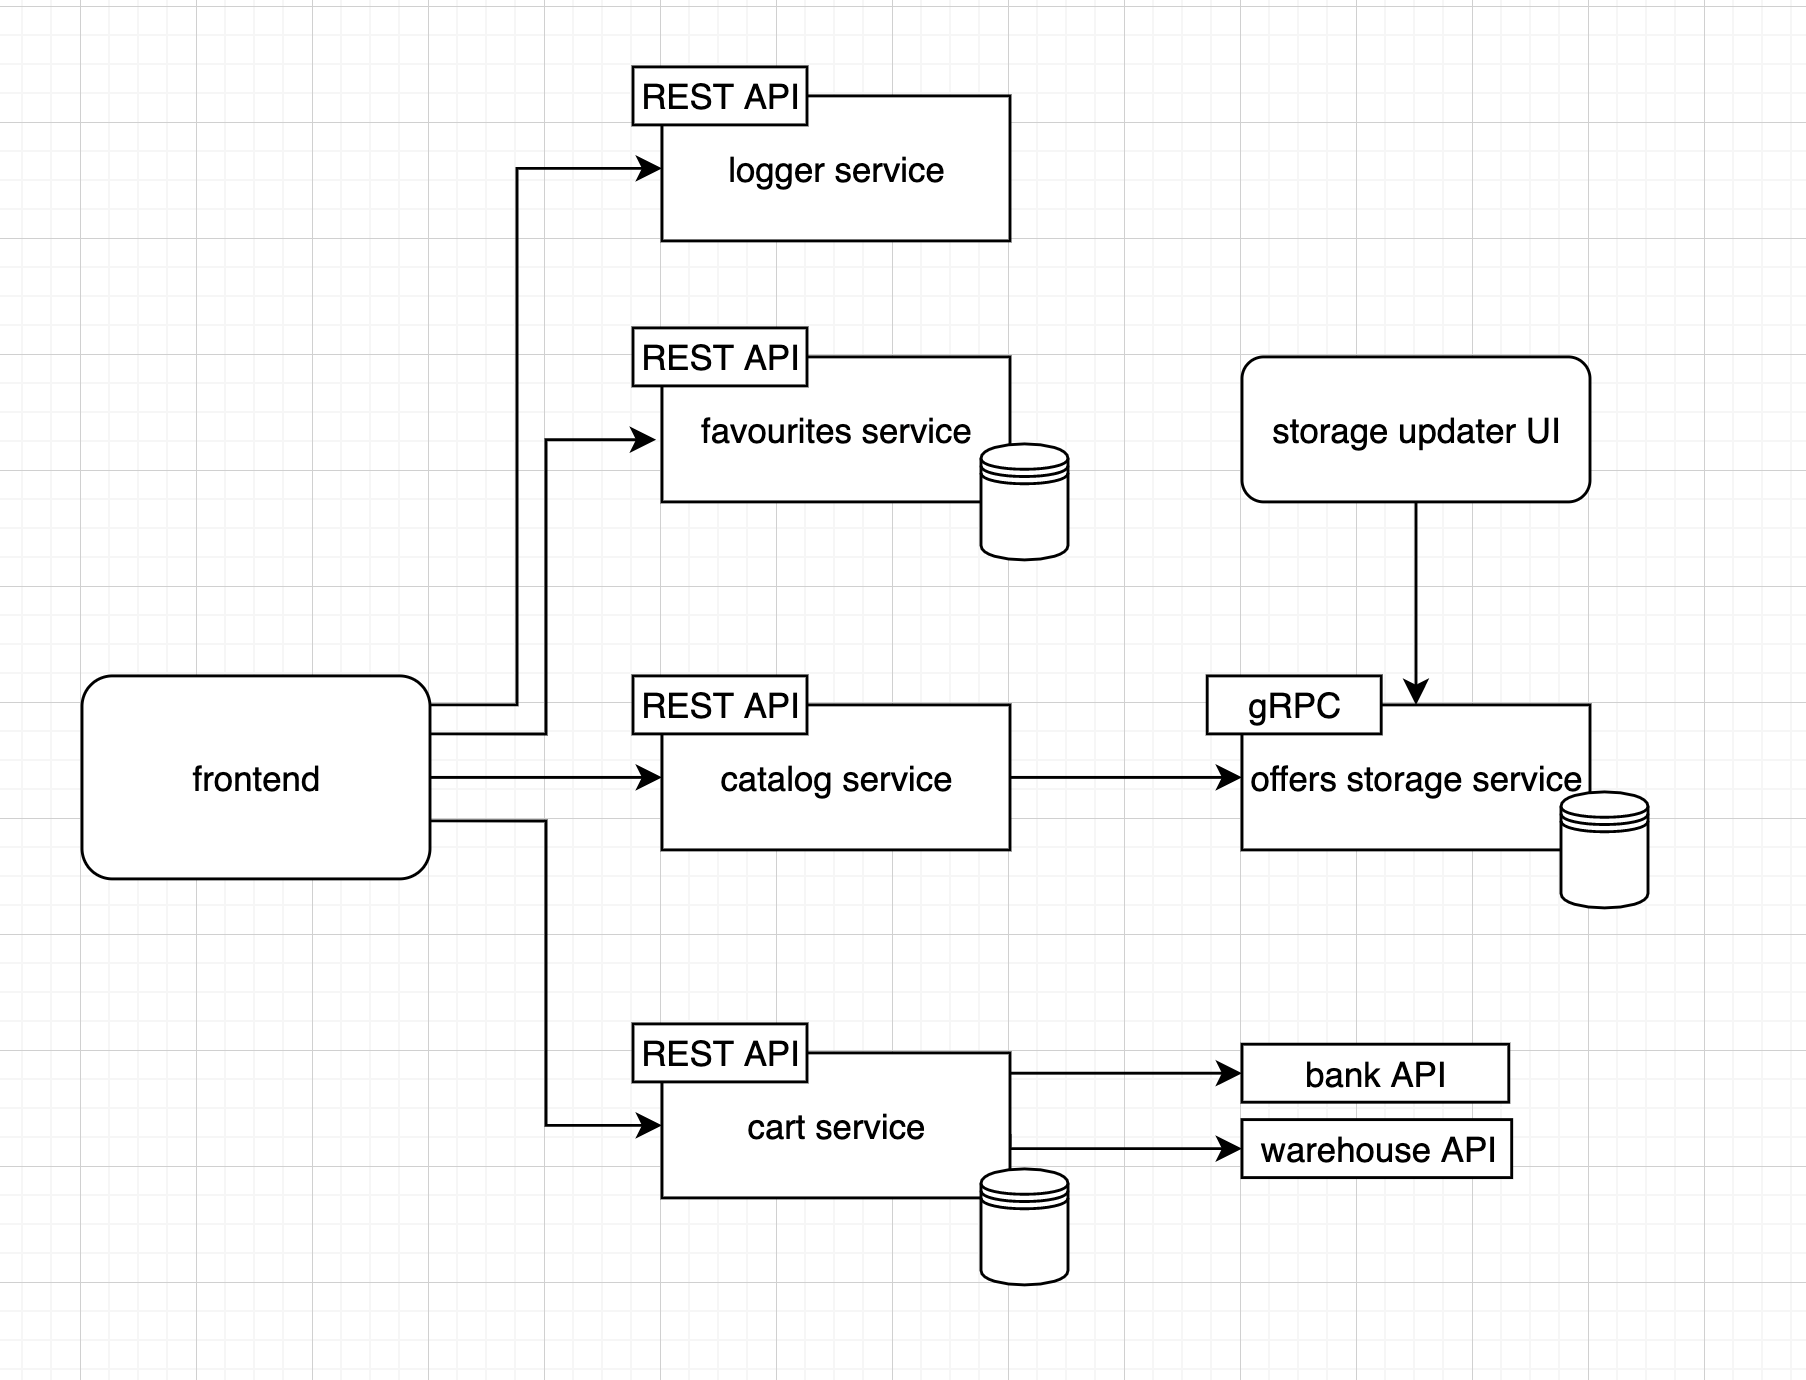 REST API
logger service
REST API
favourites service
storage updater UI
frontend
REST API
catalog service
gRPC
offers storage service
REST API
cart service
bank API
warehouse API